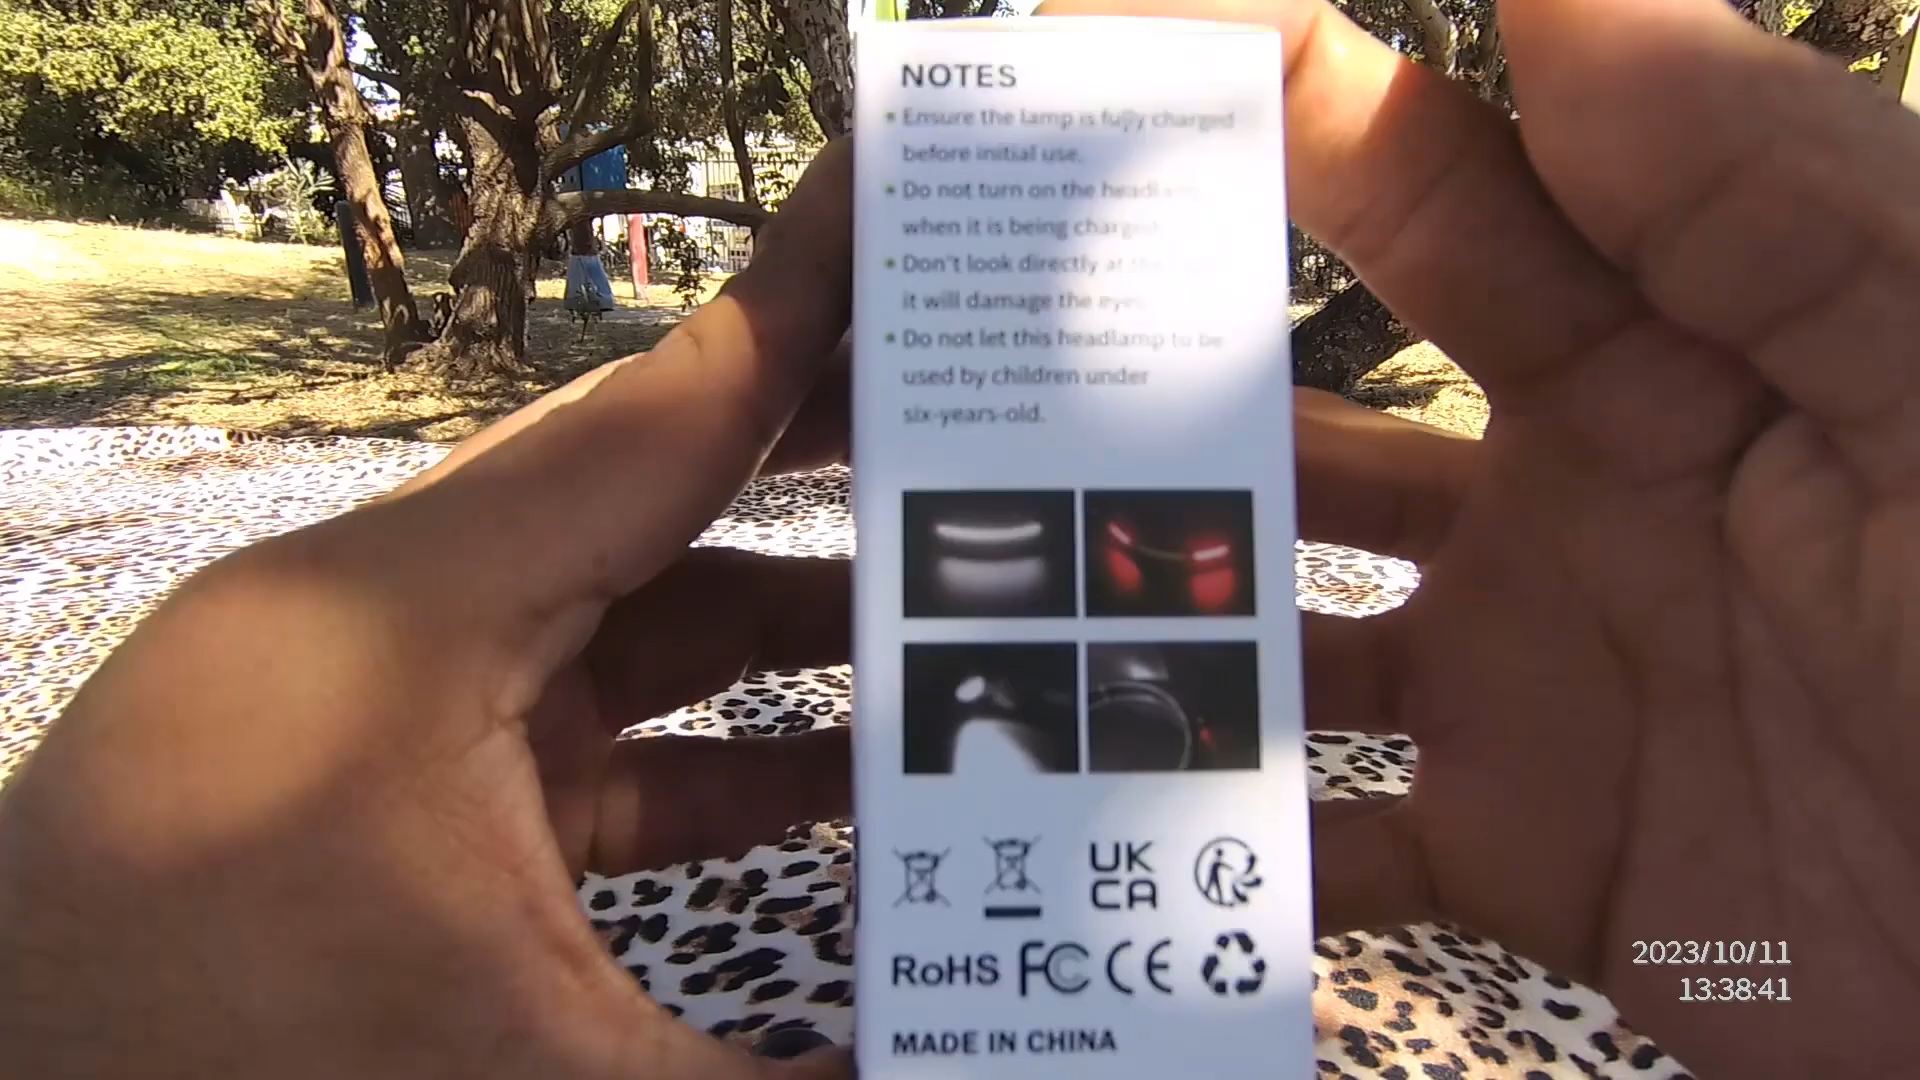 NOTES
• Ensure the lamp is fully charged
before initial use.
• Do not turn on the
when it is being
• Don't look directly at
it will damage the
• Do not let this headlamp to be
used by children under
six-years-old.
UK
CA
RoHS FC CE
MADE IN CHINA
2023/10/11
13:38:41